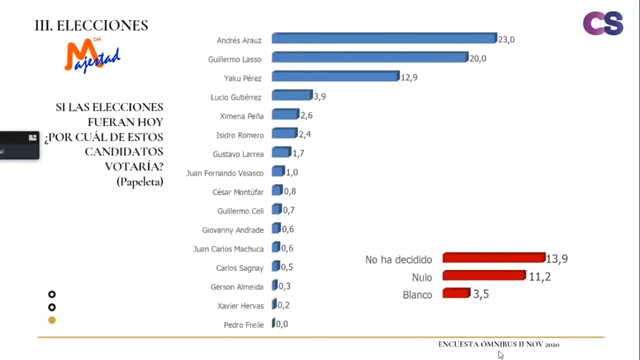 III. ELECCIONES
Majestad
CS
SI LAS ELECCIONES
FUERAN HOY
¿POR CUÁL DE ESTOS
CANDIDATOS
VOTARÍA?
(Papeleta)
Andrés Arauz 23,0
Guillermo Lasso 20,0
Yaku Pérez 12,9
Lucio Gutiérrez 3,9
Ximena Peña 2,6
Isidro Romero 2,4
Gustavo Larrea 1,7
Juan Fernando Velasco 1,0
César Montúfar 0,8
Guillermo Celi 0,7
Giovanny Andrade 0,6
Juan Carlos Machuca 0,6
Carlos Sagnay 0,5
Gerson Almeida 0,3
Xavier Hervas 0,2
Pedro Freile 0,0
No ha decidido 13,9
Nulo 11,2
Blanco 3,5
ENCUESTA ÓMNIBUS II NOV 2020